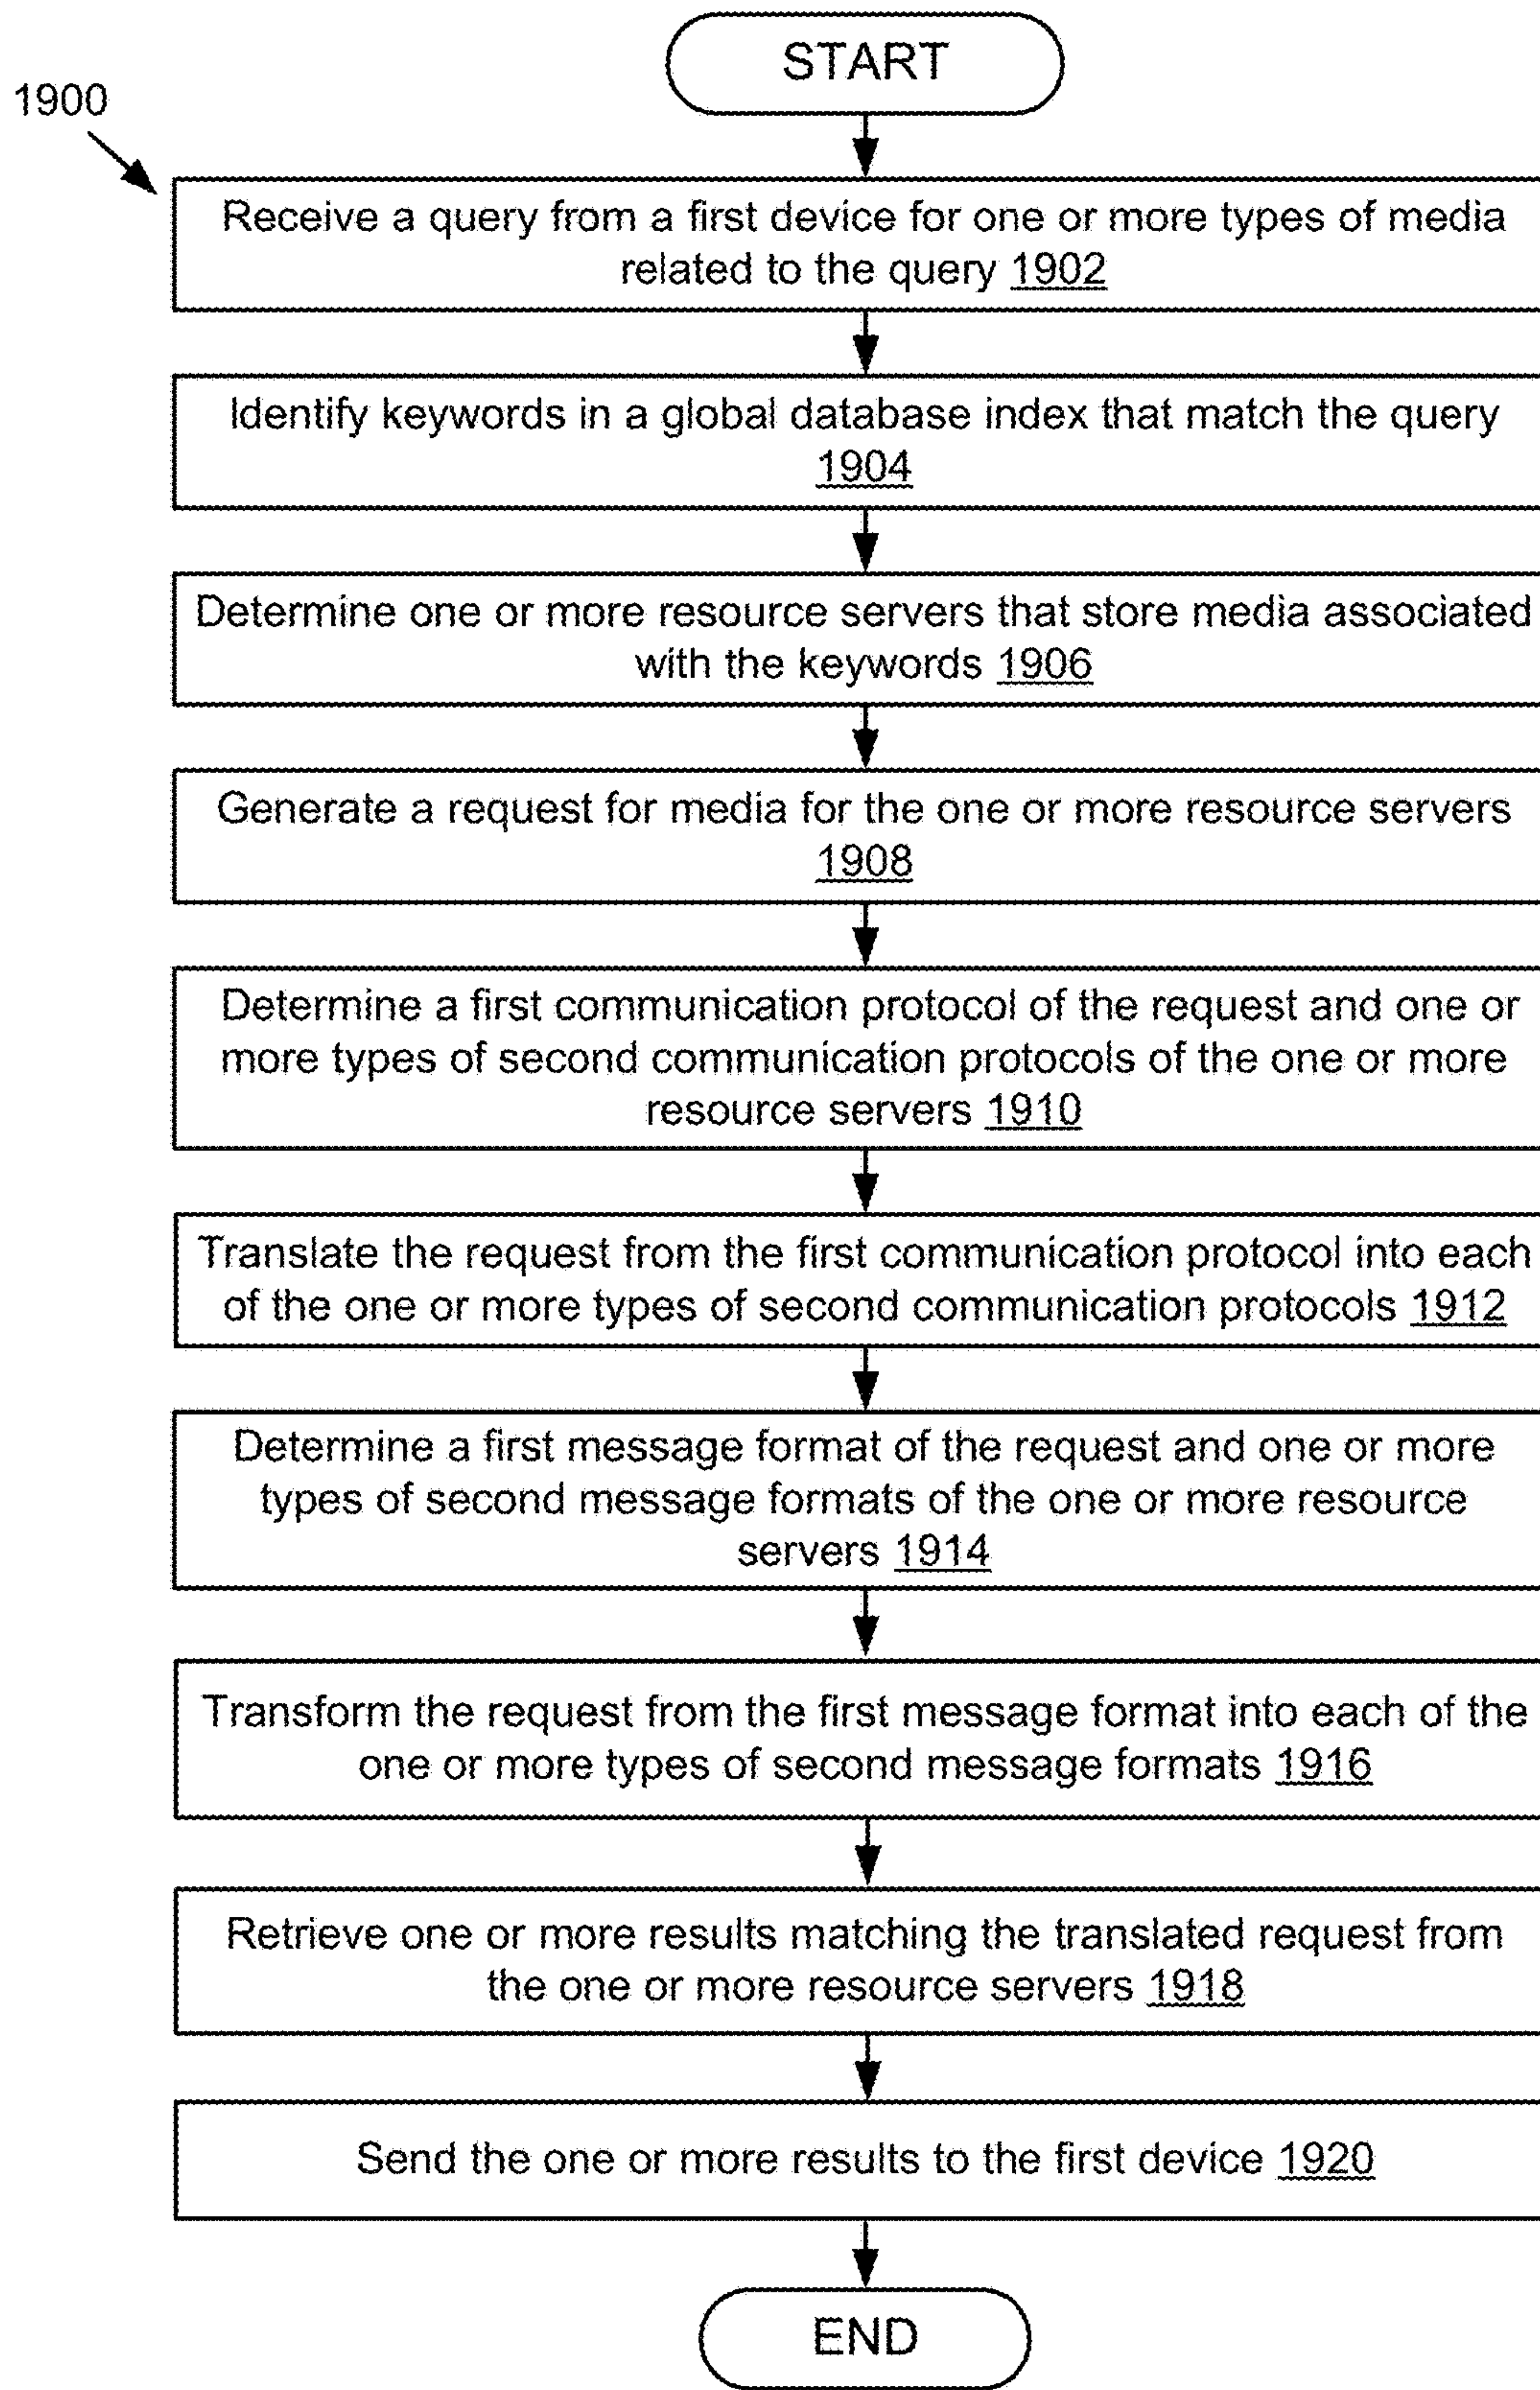 START
1900
Receive a query from a first device for one or more types of media
related to the query 1902
Identify keywords in a global database index that match the query
1904
Determine one or more resource servers that store media associated
with the keywords 1906
Generate a request for media for the one or more resource servers
1908
Determine a first communication protocol of the request and one or
more types of second communication protocols of the one or more
resource servers 1910
Translate the request from the first communication protocol into each
of the one or more types of second communication protocols 1912
Determine a first message format of the request and one or more
types of second message formats of the one or more resource
servers 1914
Transform the request from the first message format into each of the
one or more types of second message formats 1916
Retrieve one or more results matching the translated request from
the one or more resource servers 1918
Send the one or more results to the first device 1920
END